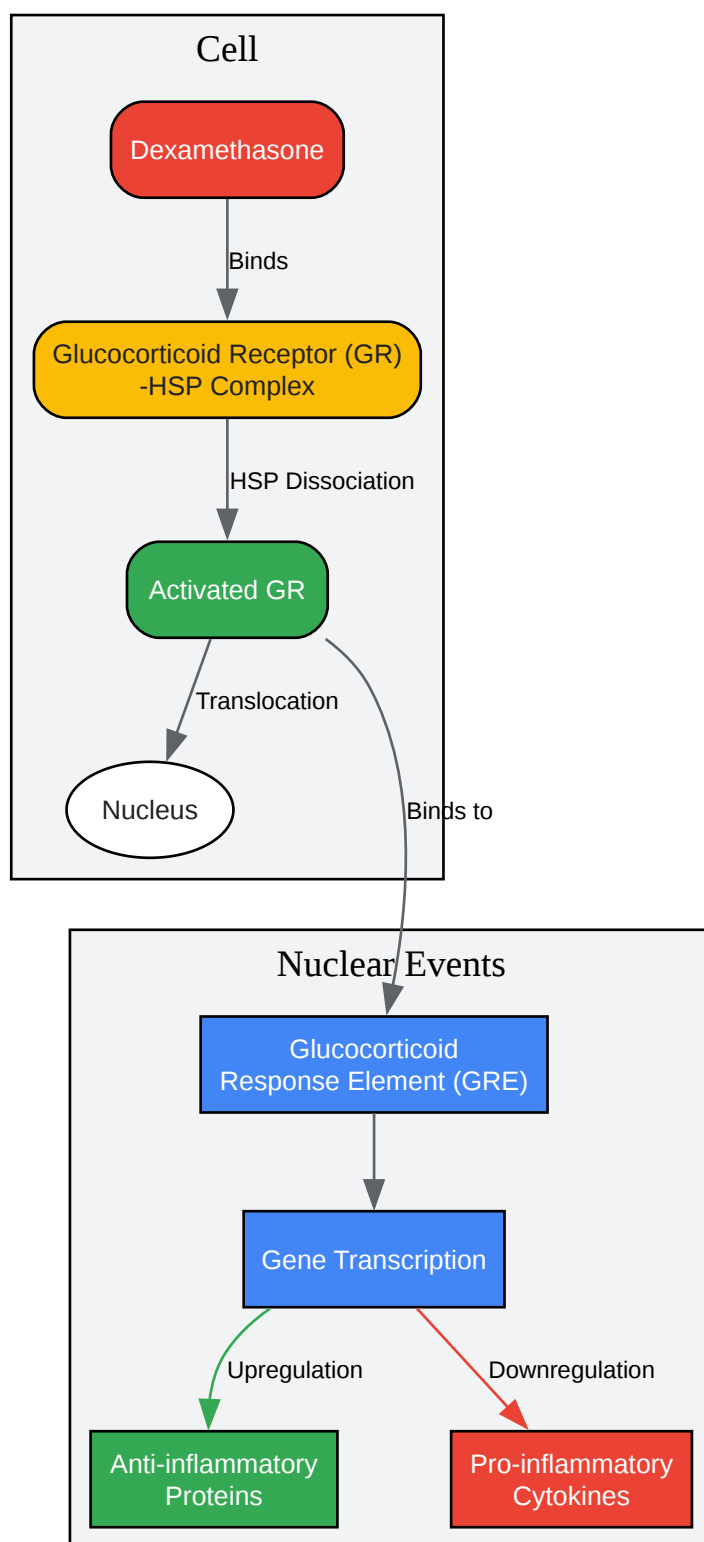 Cell
Dexamethasone
Binds
Glucocorticoid Receptor (GR)
-HSP Complex
HSP Dissociation
Activated GR
Translocation
Nucleus
Binds to
Nuclear Events
Glucocorticoid
Response Element (GRE)
Gene Transcription
Upregulation
Downregulation
Anti-inflammatory
Proteins
Pro-inflammatory
Cytokines